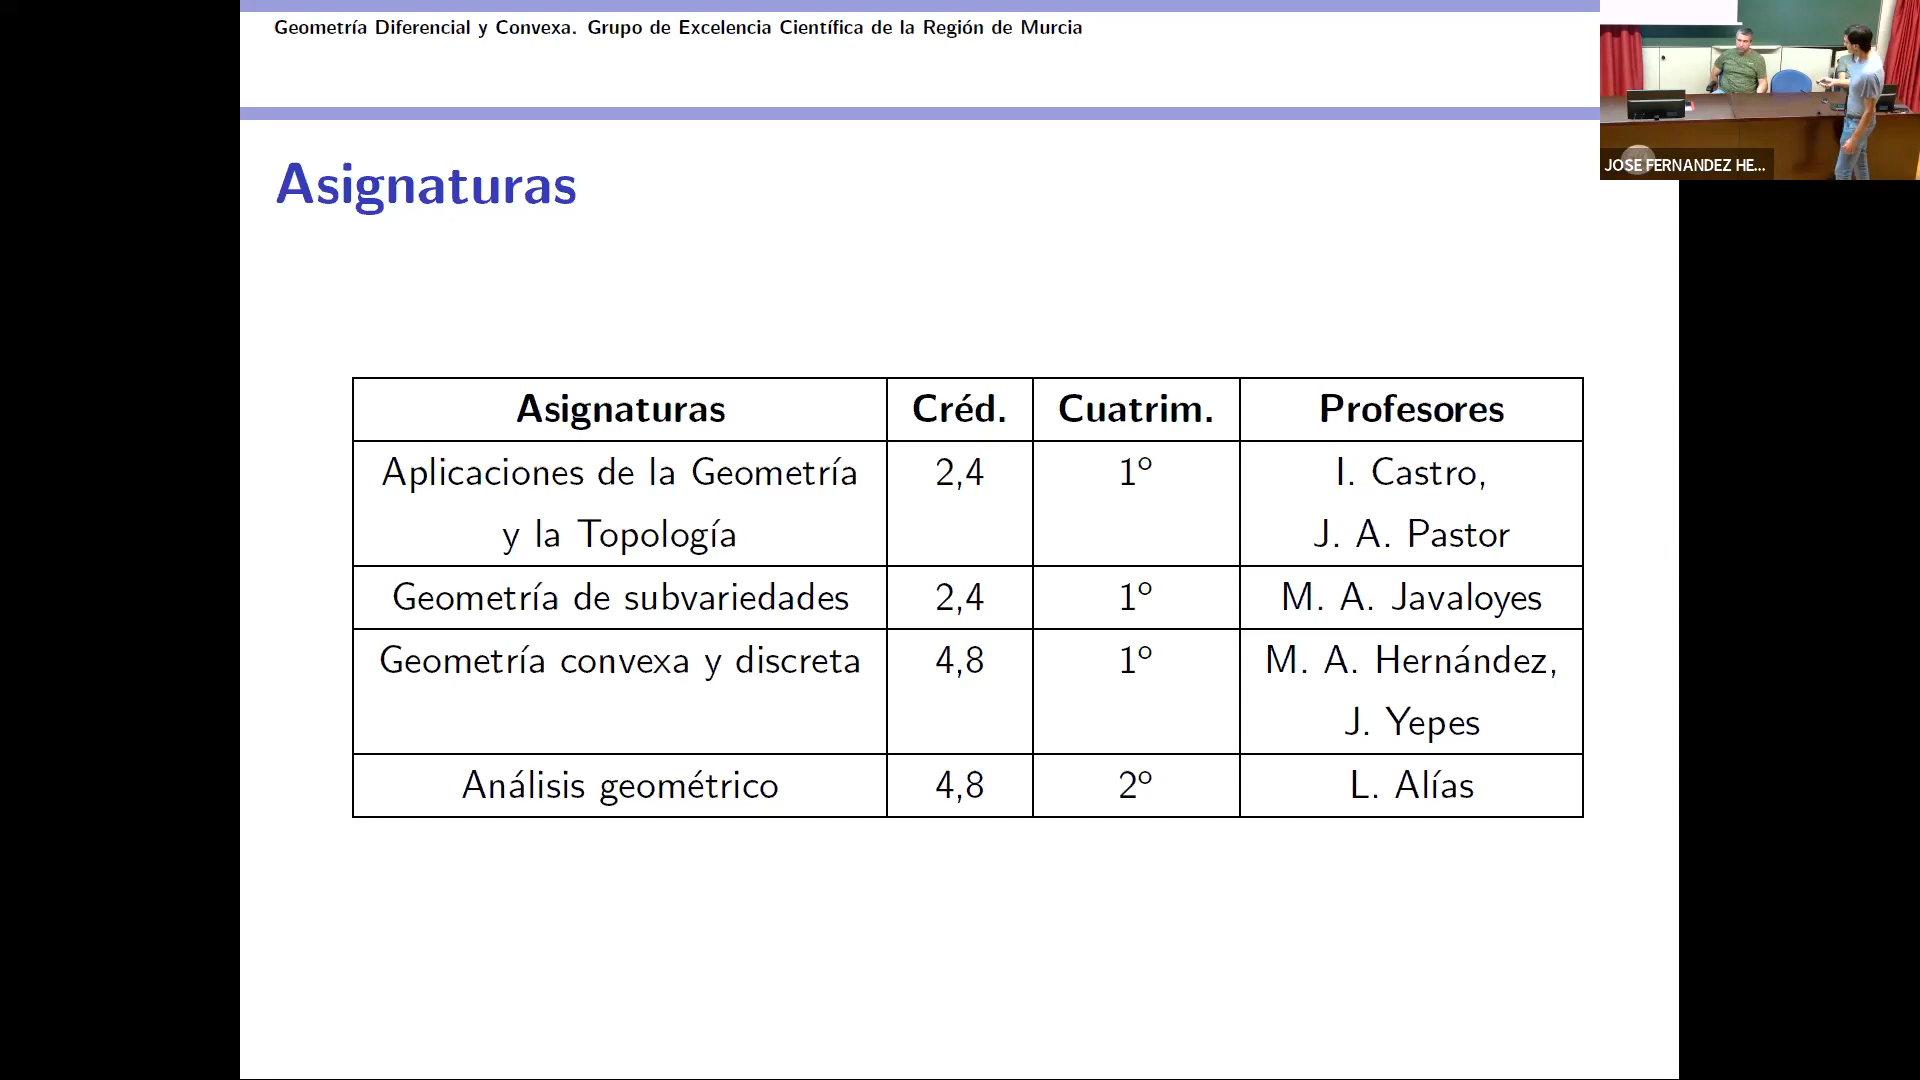 Geometría Diferencial y Convexa. Grupo de Excelencia Científica de la Región de Murcia
JOSE FERNANDEZ HE...
Asignaturas
Asignaturas Créd. Cuatrim. Profesores
Aplicaciones de la Geometría 2,4 1º I. Castro,
y la Topología J. A. Pastor
Geometría de subvariedades 2,4 1º M. A. Javaloyes
Geometría convexa y discreta 4,8 1º M. A. Hernández,
J. Yepes
Análisis geométrico 4,8 2º L. Alías